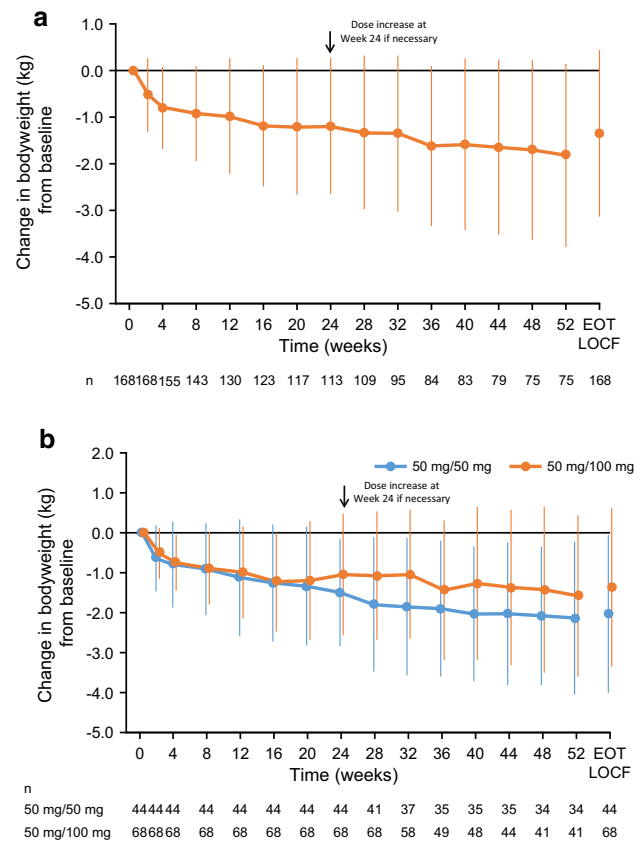 a
Dose increase at
Week 24 if necessary
Change in bodyweight (kg)
from baseline
1.0
0.0
-1.0
-2.0
-3.0
-4.0
-5.0
0 4 8 12 16 20 24 28 32 36 40 44 48 52 EOT
LOCF
Time (weeks)
n 168 168 155 143 130 123 117 113 109 95 84 83 79 75 75 168
b
50 mg/50 mg 50 mg/100 mg
Dose increase at
Week 24 if necessary
Change in bodyweight (kg)
from baseline
2.0
1.0
0.0
-1.0
-2.0
-3.0
-4.0
-5.0
0 4 8 12 16 20 24 28 32 36 40 44 48 52 EOT
LOCF
Time (weeks)
n
50 mg/50 mg 44 44 44 44 44 44 44 44 41 37 35 35 35 34 34 44
50 mg/100 mg 68 68 68 68 68 68 68 68 68 58 49 48 44 41 41 68